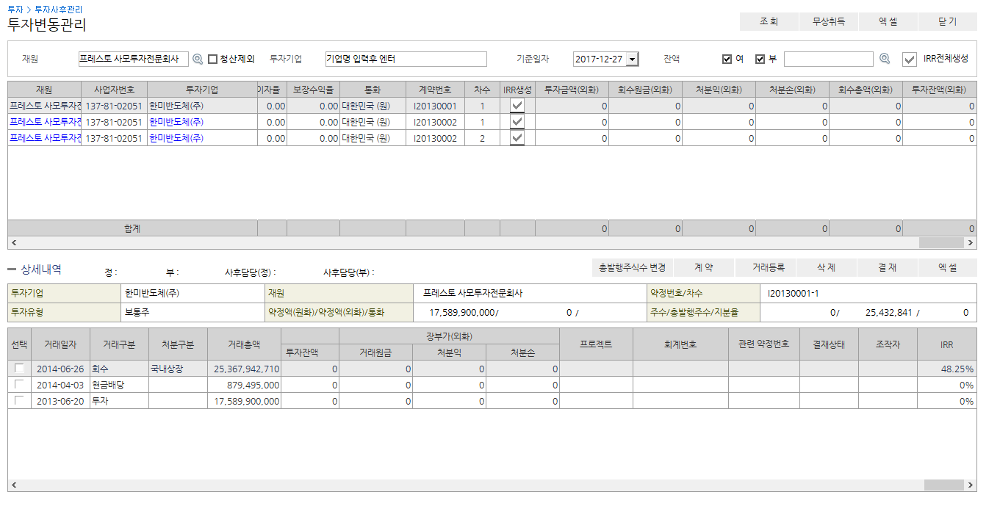 투자 > 투자사후관리
투자변동관리
조 회 무상취득 엑 셀 닫 기
재원 프레스토 사모투자전문회사 청산제외 투자기업 기업명 입력후 엔터 기준일자 2017-12-27 잔액 여 부 IRR전체생성
재원 사업자번호 투자기업 이자율 보장수익율 통화 계약번호 차수 IRR생성 투자금액(외화) 회수원금(외화) 처분익(외화) 처분손(외화) 회수총액(외화) 투자잔액(외화)
프레스토 사모투자전 137-81-02051 한미반도체(주) 0.00 0.00 대한민국 (원) I20130001 1 0 0 0 0 0 0
프레스토 사모투자전 137-81-02051 한미반도체(주) 0.00 0.00 대한민국 (원) I20130002 1 0 0 0 0 0 0
프레스토 사모투자전 137-81-02051 한미반도체(주) 0.00 0.00 대한민국 (원) I20130002 2 0 0 0 0 0 0
합계 0 0 0 0 0 0
상세내역 정 : 부 : 사후담당(정) : 사후담당(부) : 총발행주식수 변경 계 약 거래등록 삭 제 결 재 엑 셀
투자기업 한미반도체(주) 재원 프레스토 사모투자전문회사 약정번호/차수 I20130001-1
투자유형 보통주 약정액(원화)/약정액(외화)/통화 17,589,900,000/ 0 / 주수/총발행주수/지분율 0/ 25,432,841 / 0
선택 거래일자 거래구분 처분구분 거래총액 장부가(외화) 프로젝트 회계번호 관련 약정번호 결재상태 조작자 IRR
투자잔액 거래원금 처분익 처분손
2014-06-26 회수 국내상장 25,367,942,710 0 0 0 0 48.25%
2014-04-03 현금배당 879,495,000 0 0 0 0 0%
2013-06-20 투자 17,589,900,000 0 0 0 0 0%